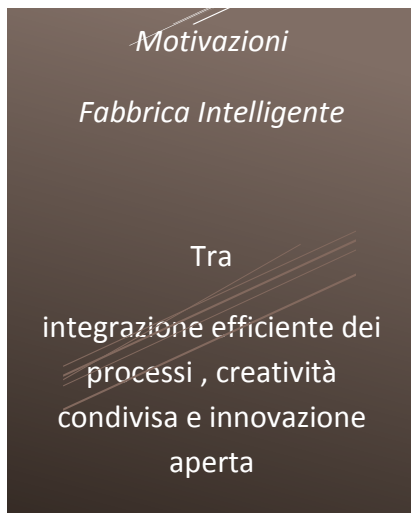 Motivazioni
Fabbrica Intelligente
Tra
integrazione efficiente dei
processi , creatività
condivisa e innovazione
aperta